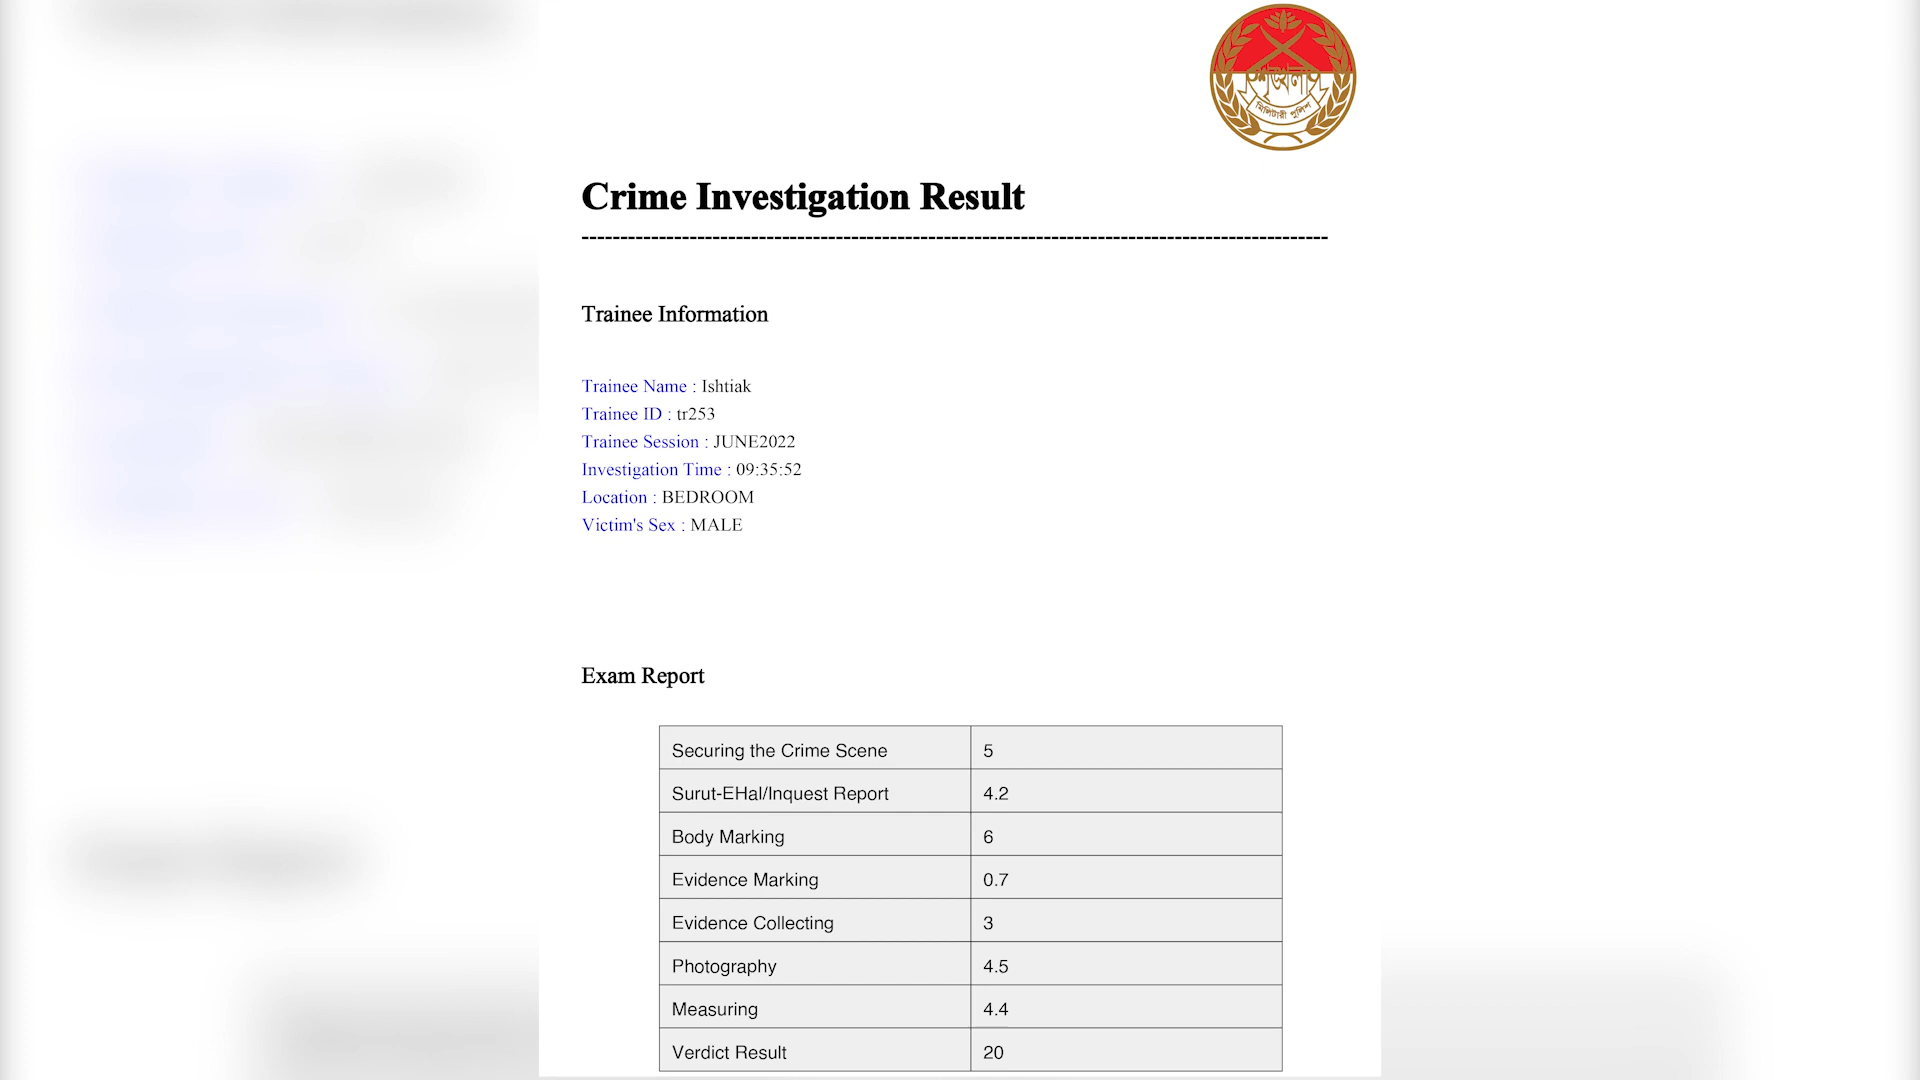 শৃঙ্খলা
মিলিটারী পুলিশ
Crime Investigation Result
--------------------------------------------------------------------------------------------------
Trainee Information
Trainee Name : Ishtiak
Trainee ID : tr253
Trainee Session : JUNE2022
Investigation Time : 09:35:52
Location : BEDROOM
Victim's Sex : MALE
Exam Report
Securing the Crime Scene 5
Surut-EHal/Inquest Report 4.2
Body Marking 6
Evidence Marking 0.7
Evidence Collecting 3
Photography 4.5
Measuring 4.4
Verdict Result 20